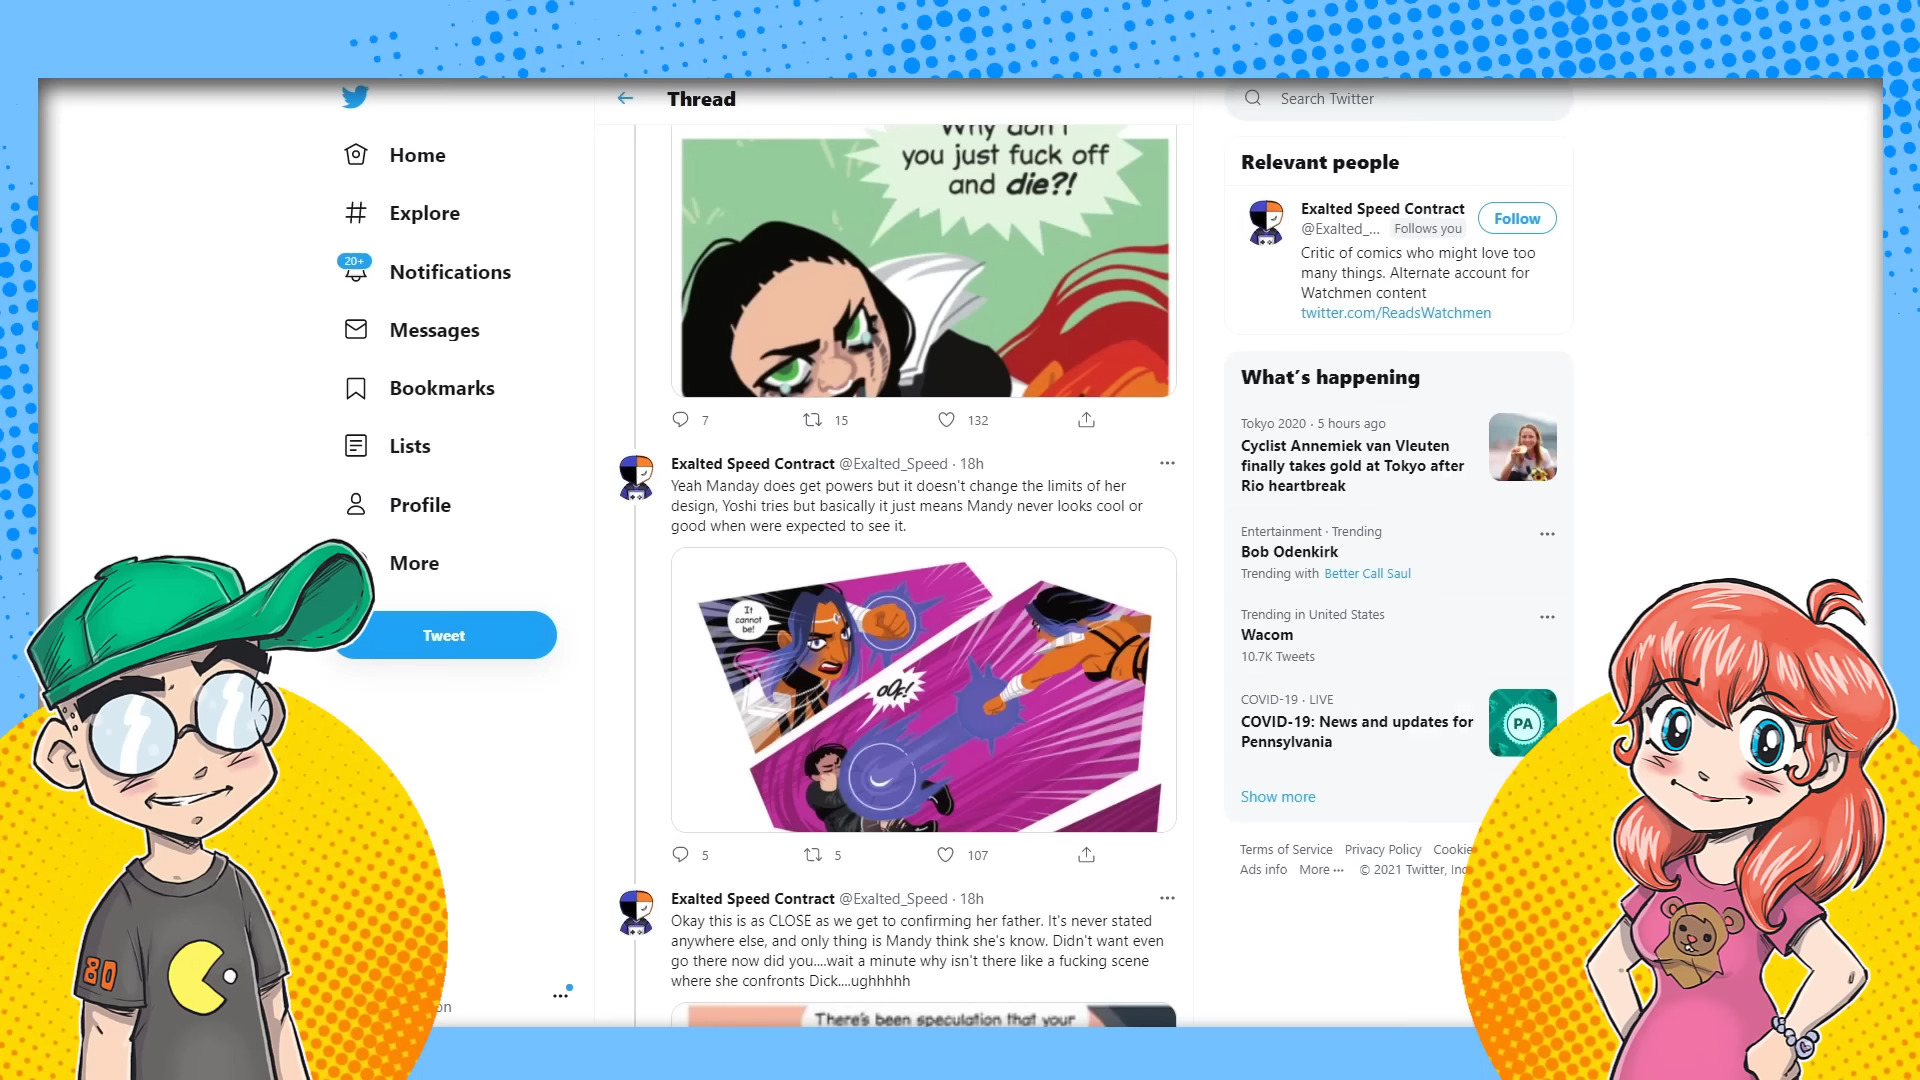 Thread
Search Twitter
Home
Explore
20+
Notifications
Messages
Bookmarks
Lists
Profile
More
Tweet
Why don't
you just fuck off
and die?!
7
15
132
Exalted Speed Contract @Exalted_Speed · 18h
Yeah Manday does get powers but it doesn't change the limits of her
design, Yoshi tries but basically it just means Mandy never looks cool or
good when were expected to see it.
It
cannot
be!
OOF!
5
5
107
Exalted Speed Contract @Exalted_Speed · 18h
Okay this is as CLOSE as we get to confirming her father. It's never stated
anywhere else, and only thing is Mandy think she's know. Didn't want even
go there now did you....wait a minute why isn't there like a fucking scene
where she confronts Dick....ughhhhh
There's been speculation that your
Relevant people
Exalted Speed Contract
@Exalted_... Follows you
Follow
Critic of comics who might love too
many things. Alternate account for
Watchmen content
twitter.com/ReadsWatchmen
What's happening
Tokyo 2020 · 5 hours ago
Cyclist Annemiek van Vleuten
finally takes gold at Tokyo after
Rio heartbreak
Entertainment · Trending
Bob Odenkirk
Trending with Better Call Saul
Trending in United States
Wacom
10.7K Tweets
COVID-19 · LIVE
COVID-19: News and updates for
Pennsylvania
PA
Show more
Terms of Service Privacy Policy Cookie
Ads info More ··· © 2021 Twitter, Inc
80
on